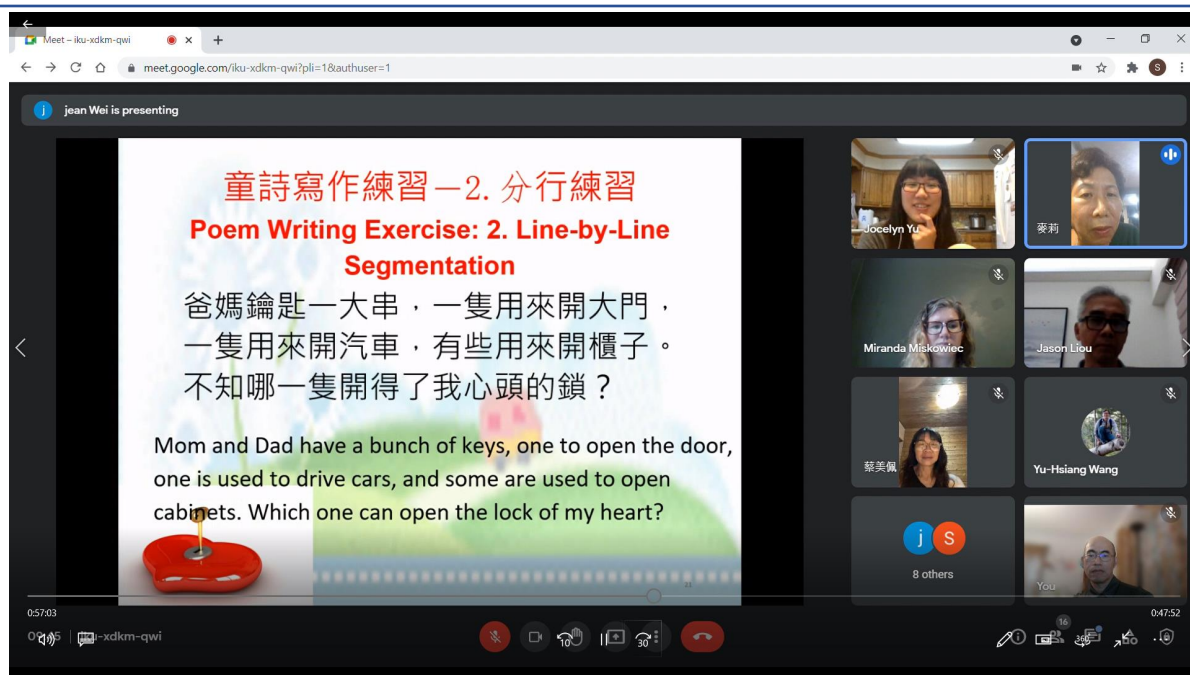 Meet – iku-xdkm-qwi
meet.google.com/iku-xdkm-qwi?pli=1&authuser=1
S
j
jean Wei is presenting
童詩寫作練習－2. 分行練習
Poem Writing Exercise: 2. Line-by-Line
Segmentation
爸媽鑰匙一大串，一隻用來開大門，
一隻用來開汽車，有些用來開櫃子。
不知哪一隻開得了我心頭的鎖？
Mom and Dad have a bunch of keys, one to open the door,
one is used to drive cars, and some are used to open
cabinets. Which one can open the lock of my heart?
Jocelyn Yu
麥莉
Miranda Miskowiec
Jason Liou
蔡美佩
Yu-Hsiang Wang
j S
8 others
You
0:57:03
0:47:52
-xdkm-qwi
10
30
16
360